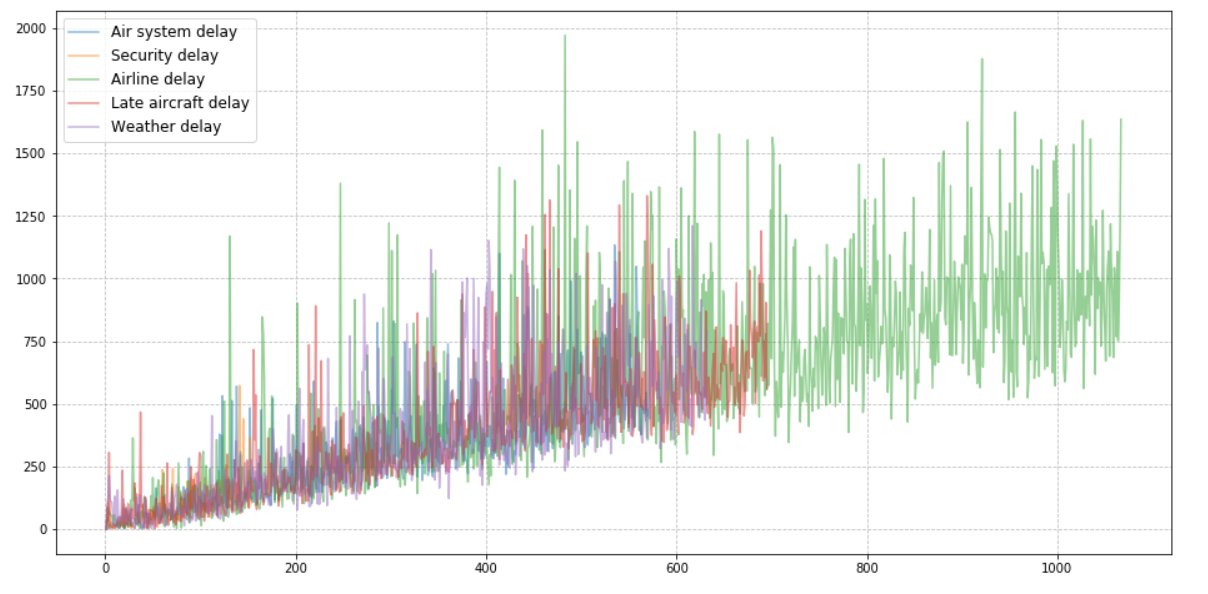 2000
1750
1500
1250
1000
750
500
250
0
Air system delay
Security delay
Airline delay
Late aircraft delay
Weather delay
0 200 400 600 800 1000